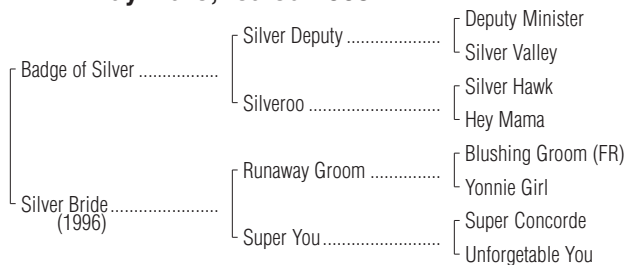 Deputy Minister
Silver Deputy ....................
Silver Valley
Badge of Silver .................
Silver Hawk
Silveroo ............................
Hey Mama
Blushing Groom (FR)
Runaway Groom ...............
Yonnie Girl
Silver Bride.......................
(1996)
Super Concorde
Super You.........................
Unforgetable You